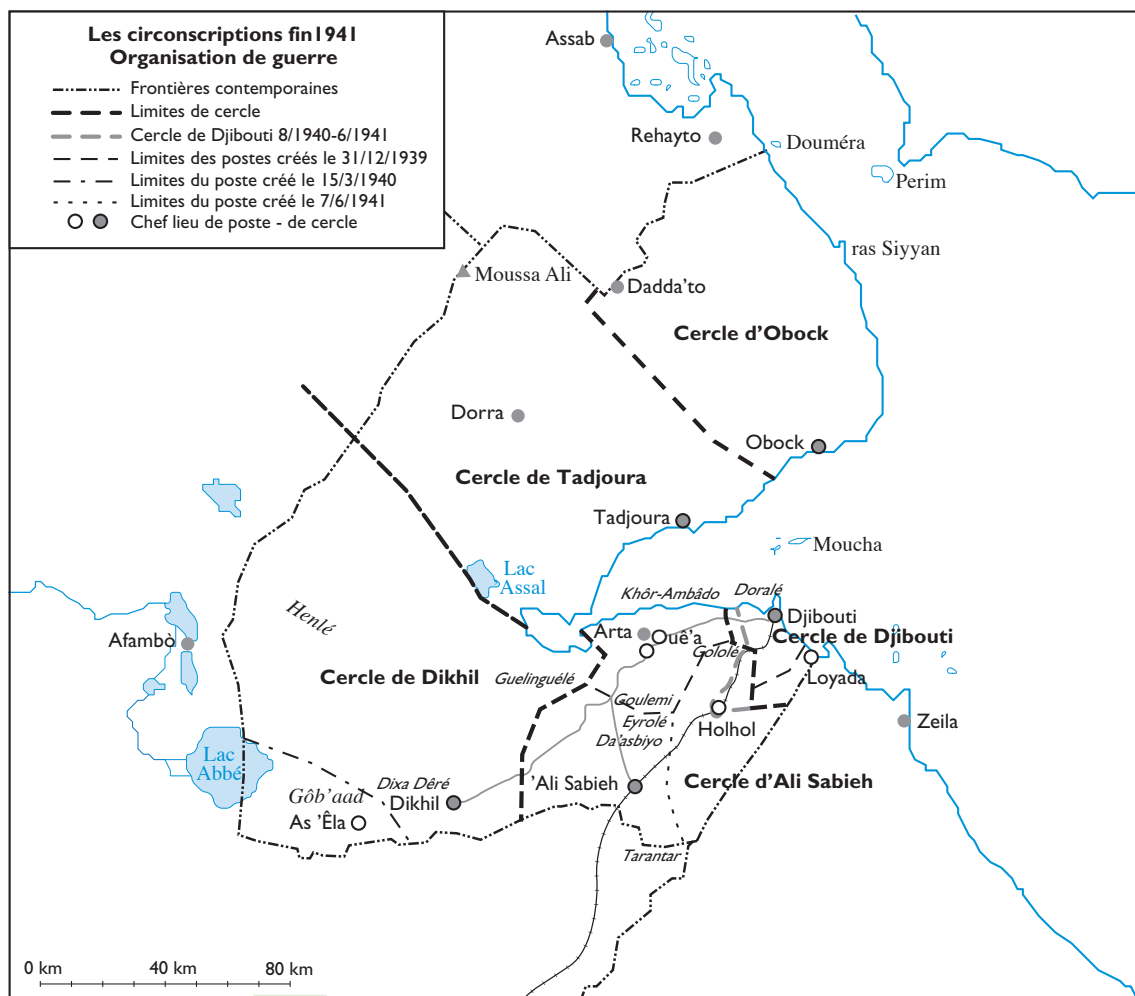 Les circonscriptions fin1941
Organisation de guerre
Frontières contemporaines
Limites de cercle
Cercle de Djibouti 8/1940-6/1941
Limites des postes créés le 31/12/1939
Limites du poste créé le 15/3/1940
Limites du poste créé le 7/6/1941
Chef lieu de poste - de cercle
Assab
Rehayto
Douméra
Perim
ras Siyyan
Moussa Ali
Dadda'to
Cercle d'Obock
Dorra
Obock
Cercle de Tadjoura
Tadjoura
Moucha
Lac
Assal
Khôr-Ambâdo
Doralé
Henlé
Djibouti
Arta
Ouê'a
Cercle de Djibouti
Afambo
Gololé
Cercle de Dikhil
Guelinguélé
Loyada
Goulemi
Eyrolé
Holhol
Zeila
Da'asbiyo
Lac
Abbé
'Ali Sabieh
Cercle d'Ali Sabieh
Dixa Dêré
Gôb'aad
Dikhil
As 'Êla
Tarantar
0 km
40 km
80 km